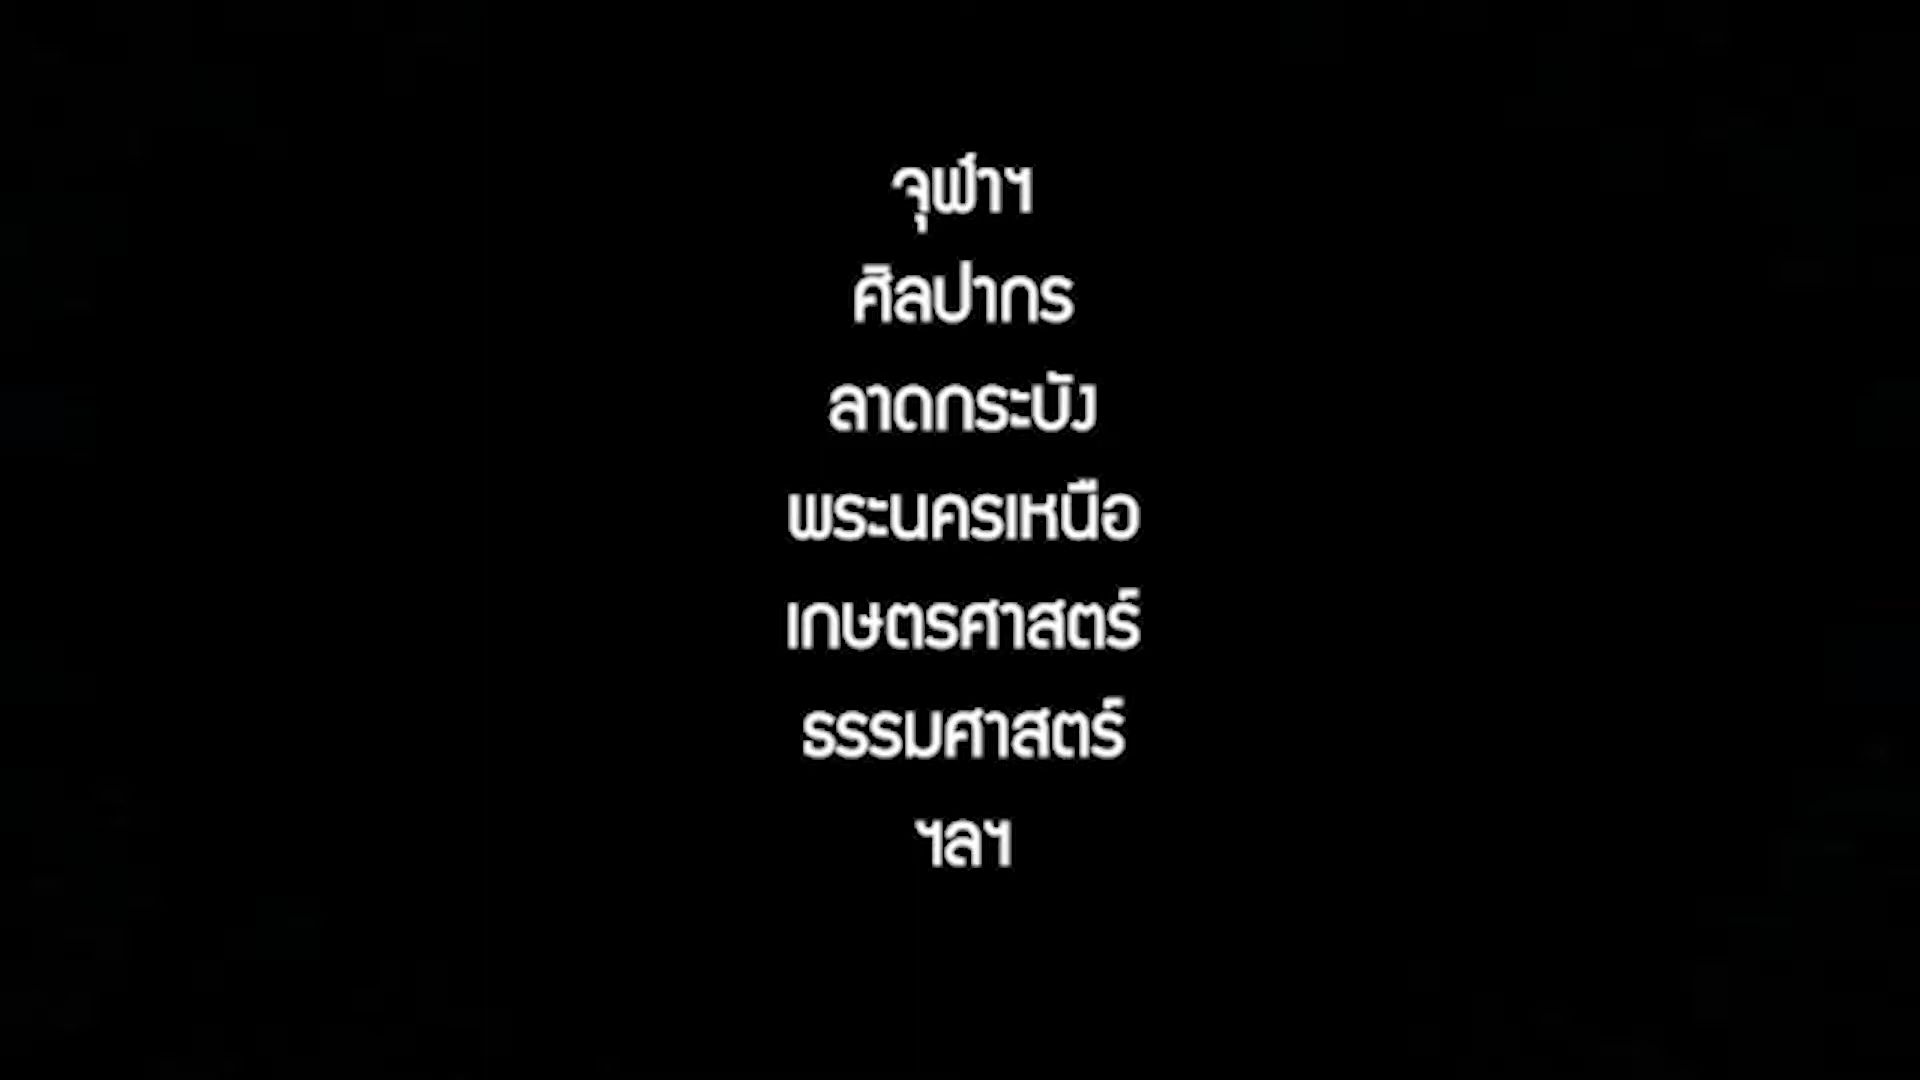 จุฬาฯ
ศิลปากร
ลาดกระบัง
พระนครเหนือ
เกษตรศาสตร์
ธรรมศาสตร์
ฯลฯ